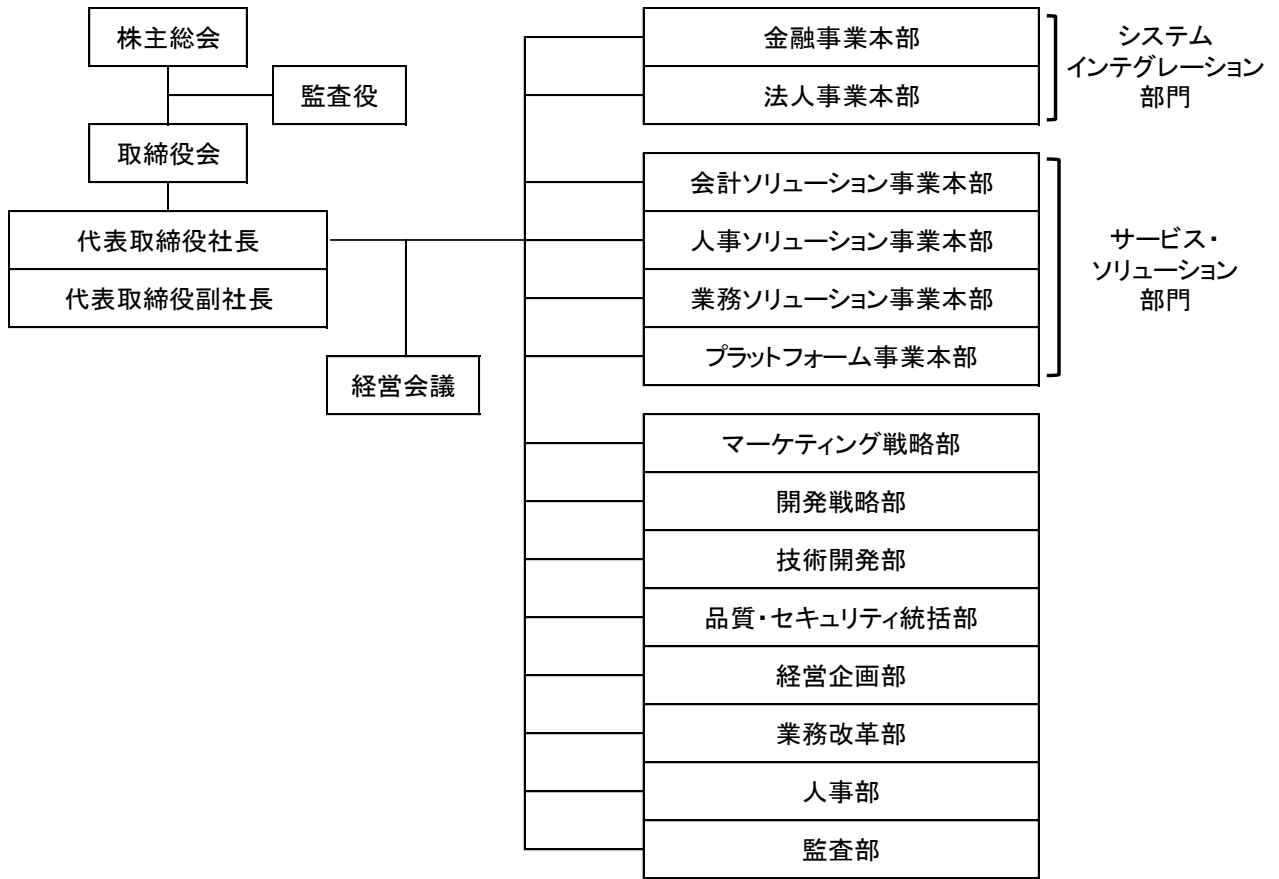 株主総会
監査役
取締役会
代表取締役社長
代表取締役副社長
経営会議
金融事業本部
法人事業本部
システム
インテグレーション
部門
会計ソリューション事業本部
人事ソリューション事業本部
業務ソリューション事業本部
プラットフォーム事業本部
サービス・
ソリューション
部門
マーケティング戦略部
開発戦略部
技術開発部
品質・セキュリティ統括部
経営企画部
業務改革部
人事部
監査部